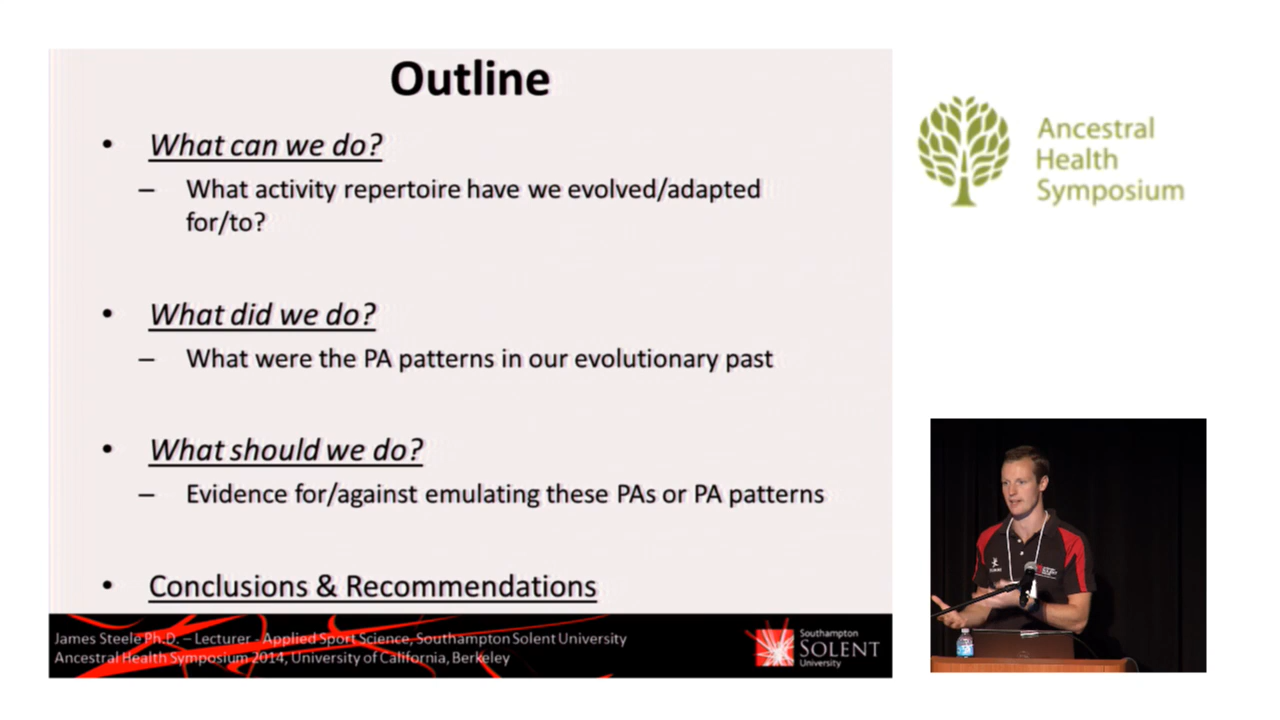 Outline
• What can we do?
– What activity repertoire have we evolved/adapted
for/to?
• What did we do?
– What were the PA patterns in our evolutionary past
• What should we do?
– Evidence for/against emulating these PAs or PA patterns
• Conclusions & Recommendations
James Steele Ph.D. – Lecturer - Applied Sport Science, Southampton Solent University
Ancestral Health Symposium 2014, University of California, Berkeley
Southampton
SOLENT
University
Ancestral
Health
Symposium